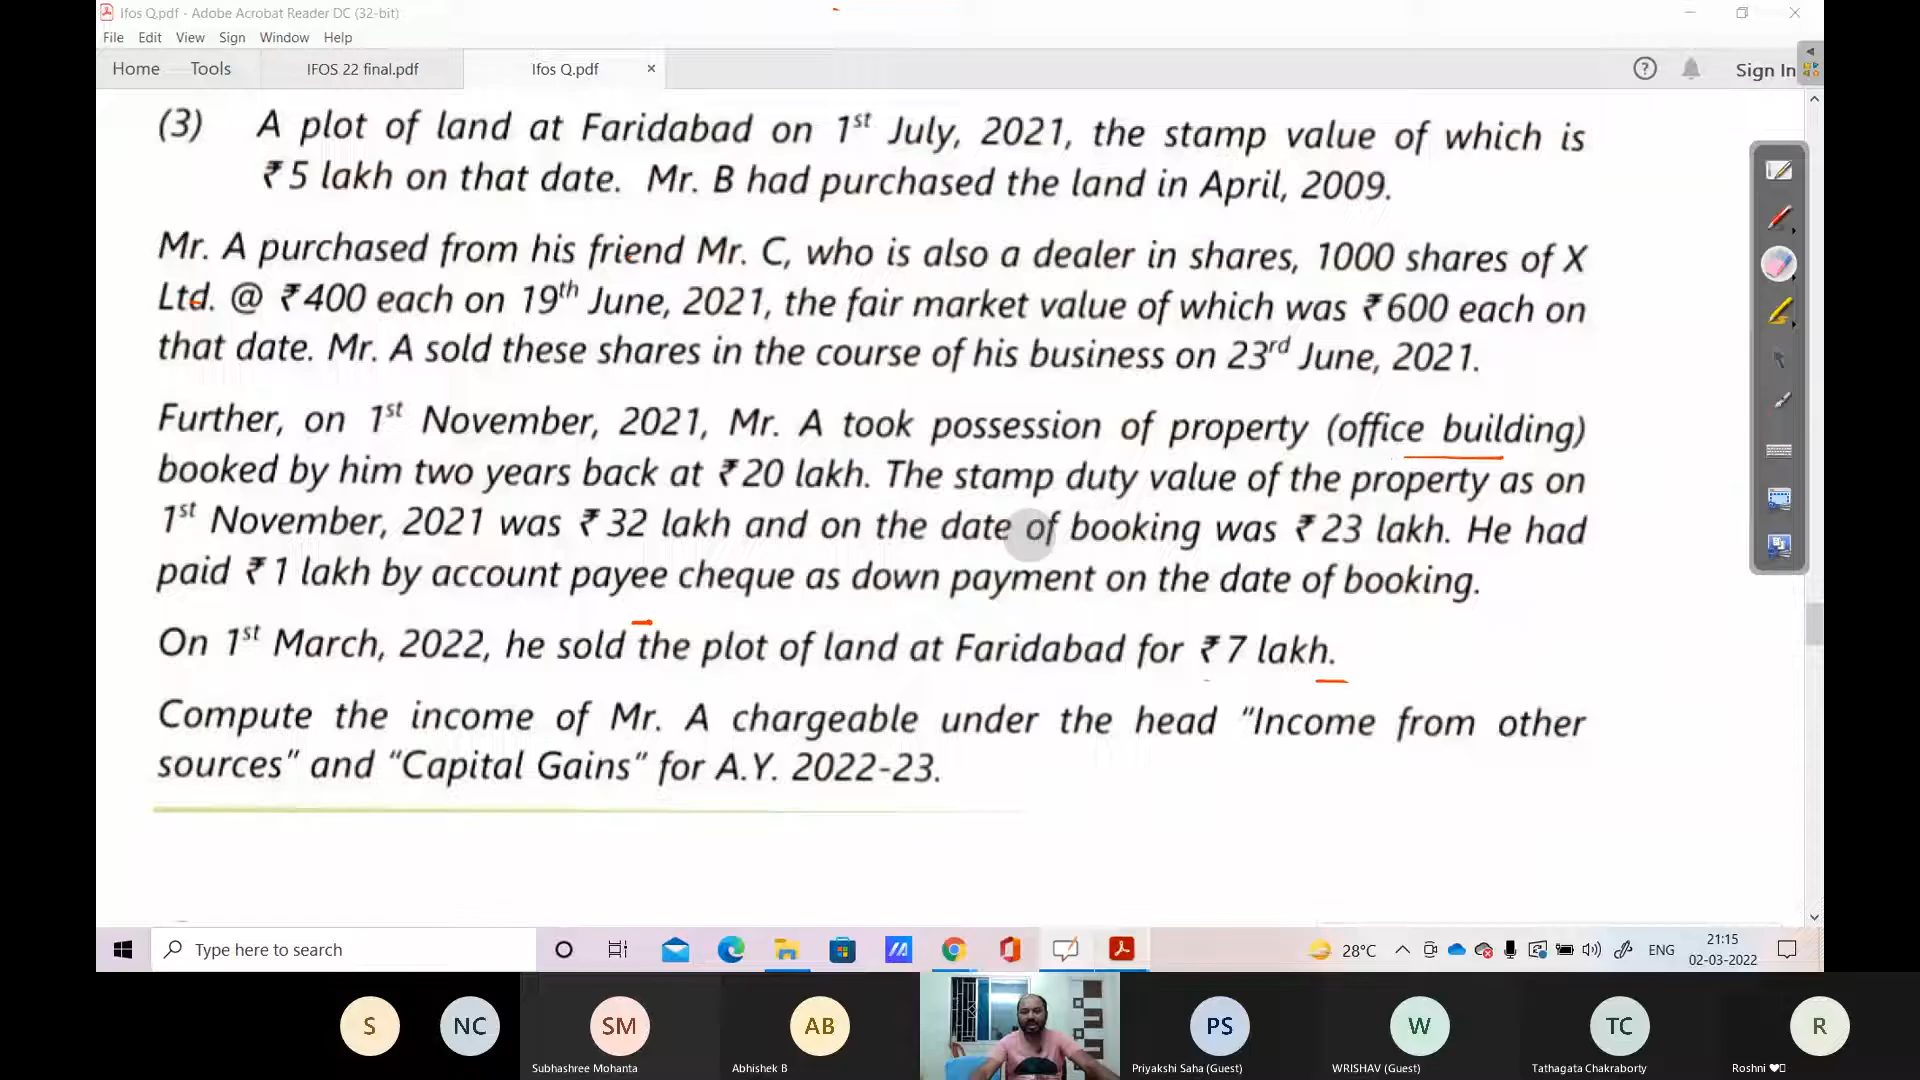 Ifos Q.pdf - Adobe Acrobat Reader DC (32-bit)
File Edit View Sign Window Help
Home Tools IFOS 22 final.pdf Ifos Q.pdf × Sign In
(3) A plot of land at Faridabad on 1st July, 2021, the stamp value of which is
₹5 lakh on that date. Mr. B had purchased the land in April, 2009.
Mr. A purchased from his friend Mr. C, who is also a dealer in shares, 1000 shares of X
Ltd. @ ₹400 each on 19th June, 2021, the fair market value of which was ₹600 each on
that date. Mr. A sold these shares in the course of his business on 23rd June, 2021.
Further, on 1st November, 2021, Mr. A took possession of property (office building)
booked by him two years back at ₹20 lakh. The stamp duty value of the property as on
1st November, 2021 was ₹32 lakh and on the date of booking was ₹23 lakh. He had
paid ₹1 lakh by account payee cheque as down payment on the date of booking.
On 1st March, 2022, he sold the plot of land at Faridabad for ₹7 lakh.
Compute the income of Mr. A chargeable under the head "Income from other
sources" and "Capital Gains" for A.Y. 2022-23.
Type here to search
28°C ENG 21:15
02-03-2022
S NC SM AB PS W TC R
Subhashree Mohanta Abhishek B Priyakshi Saha (Guest) WRISHAV (Guest) Tathagata Chakraborty Roshni ❤